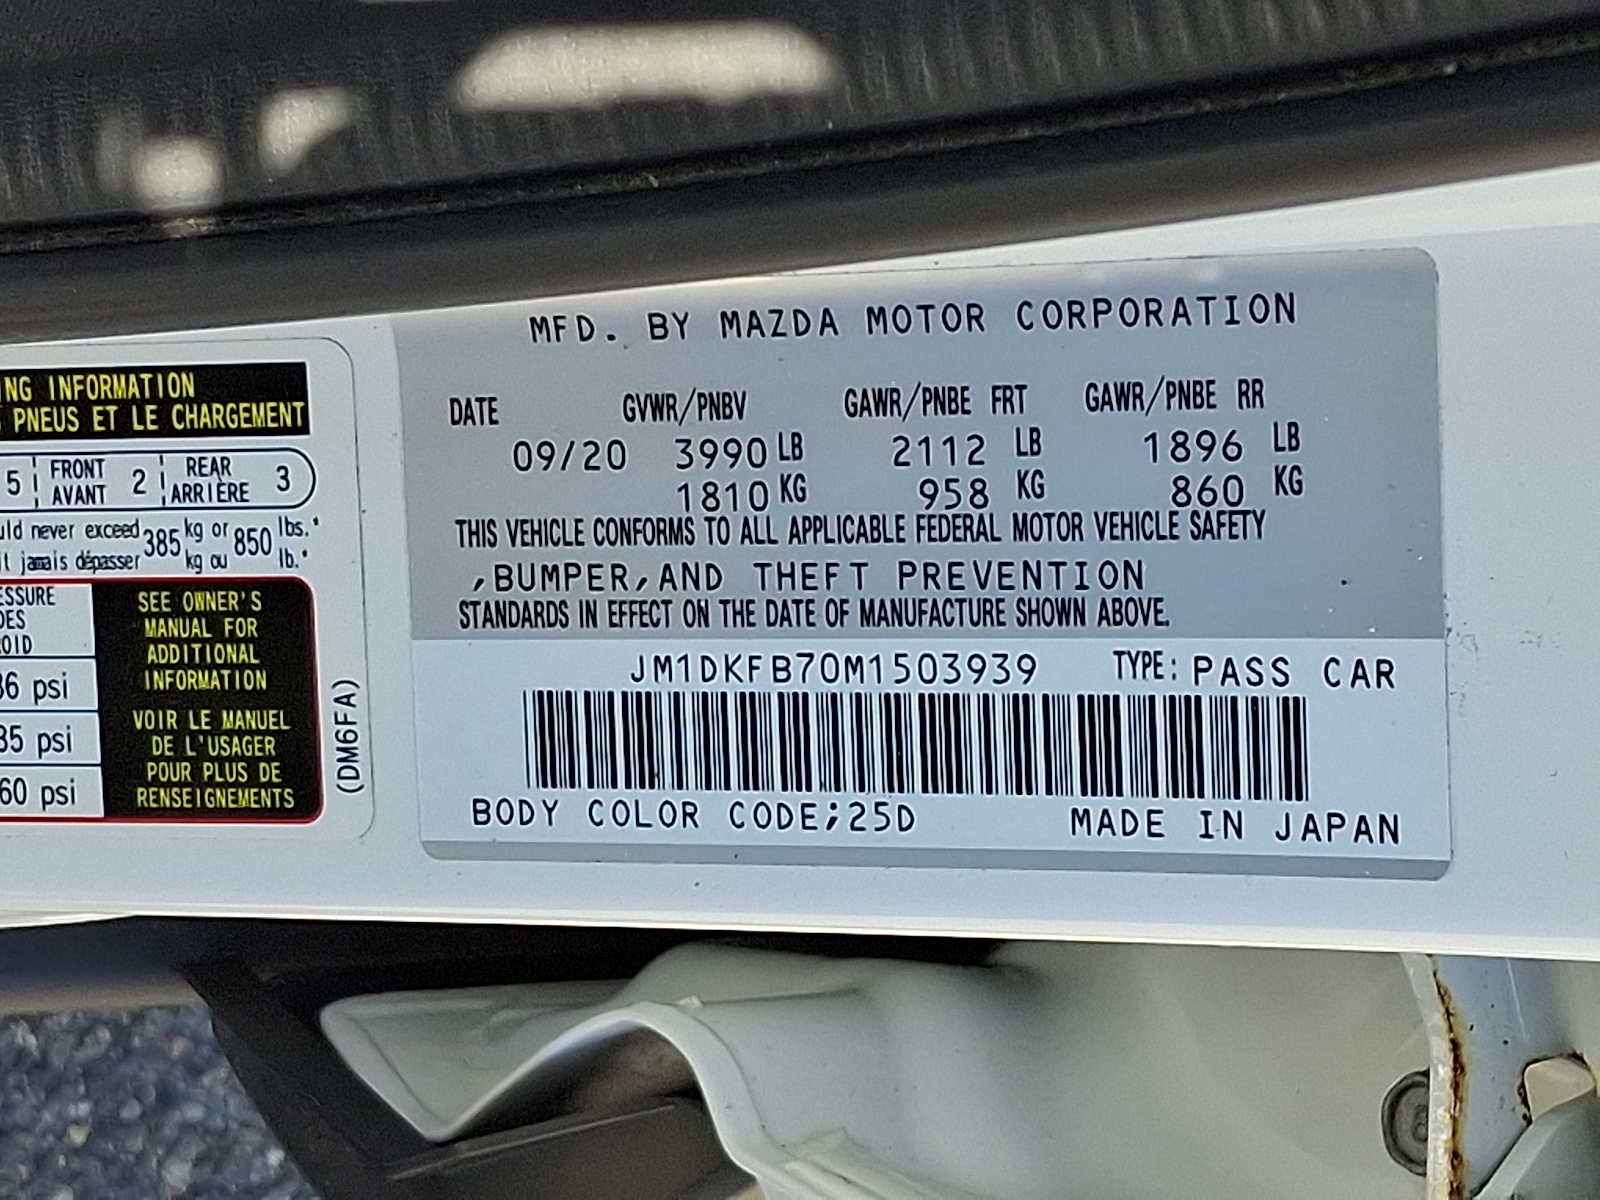 MFD. BY MAZDA MOTOR CORPORATION
DATE GVWR/PNBV GAWR/PNBE FRT GAWR/PNBE RR
09/20 3990 LB 2112 LB 1896 LB
1810 KG 958 KG 860 KG
THIS VEHICLE CONFORMS TO ALL APPLICABLE FEDERAL MOTOR VEHICLE SAFETY
,BUMPER,AND THEFT PREVENTION
STANDARDS IN EFFECT ON THE DATE OF MANUFACTURE SHOWN ABOVE.
JM1DKFB70M1503939 TYPE: PASS CAR
BODY COLOR CODE;25D MADE IN JAPAN
INFORMATION
PNEUS ET LE CHARGEMENT
5 FRONT 2 REAR 3
AVANT ARRIÈRE
never exceed 385 kg or 850 lbs.
jamais dépasser kg ou lb.
psi
35 psi
60 psi
SEE OWNER'S
MANUAL FOR
ADDITIONAL
INFORMATION
VOIR LE MANUEL
DE L'USAGER
POUR PLUS DE
RENSEIGNEMENTS
(DM6FA)